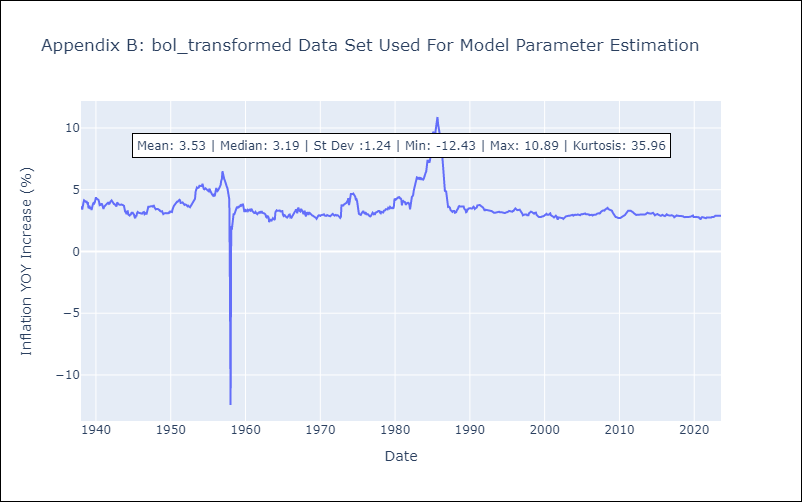 Appendix B: bol_transformed Data Set Used For Model Parameter Estimation
10
Mean: 3.53 | Median: 3.19 | St Dev :1.24 | Min: -12.43 | Max: 10.89 | Kurtosis: 35.96
5
0
−5
−10
Inflation YOY Increase (%)
1940 1950 1960 1970 1980 1990 2000 2010 2020
Date